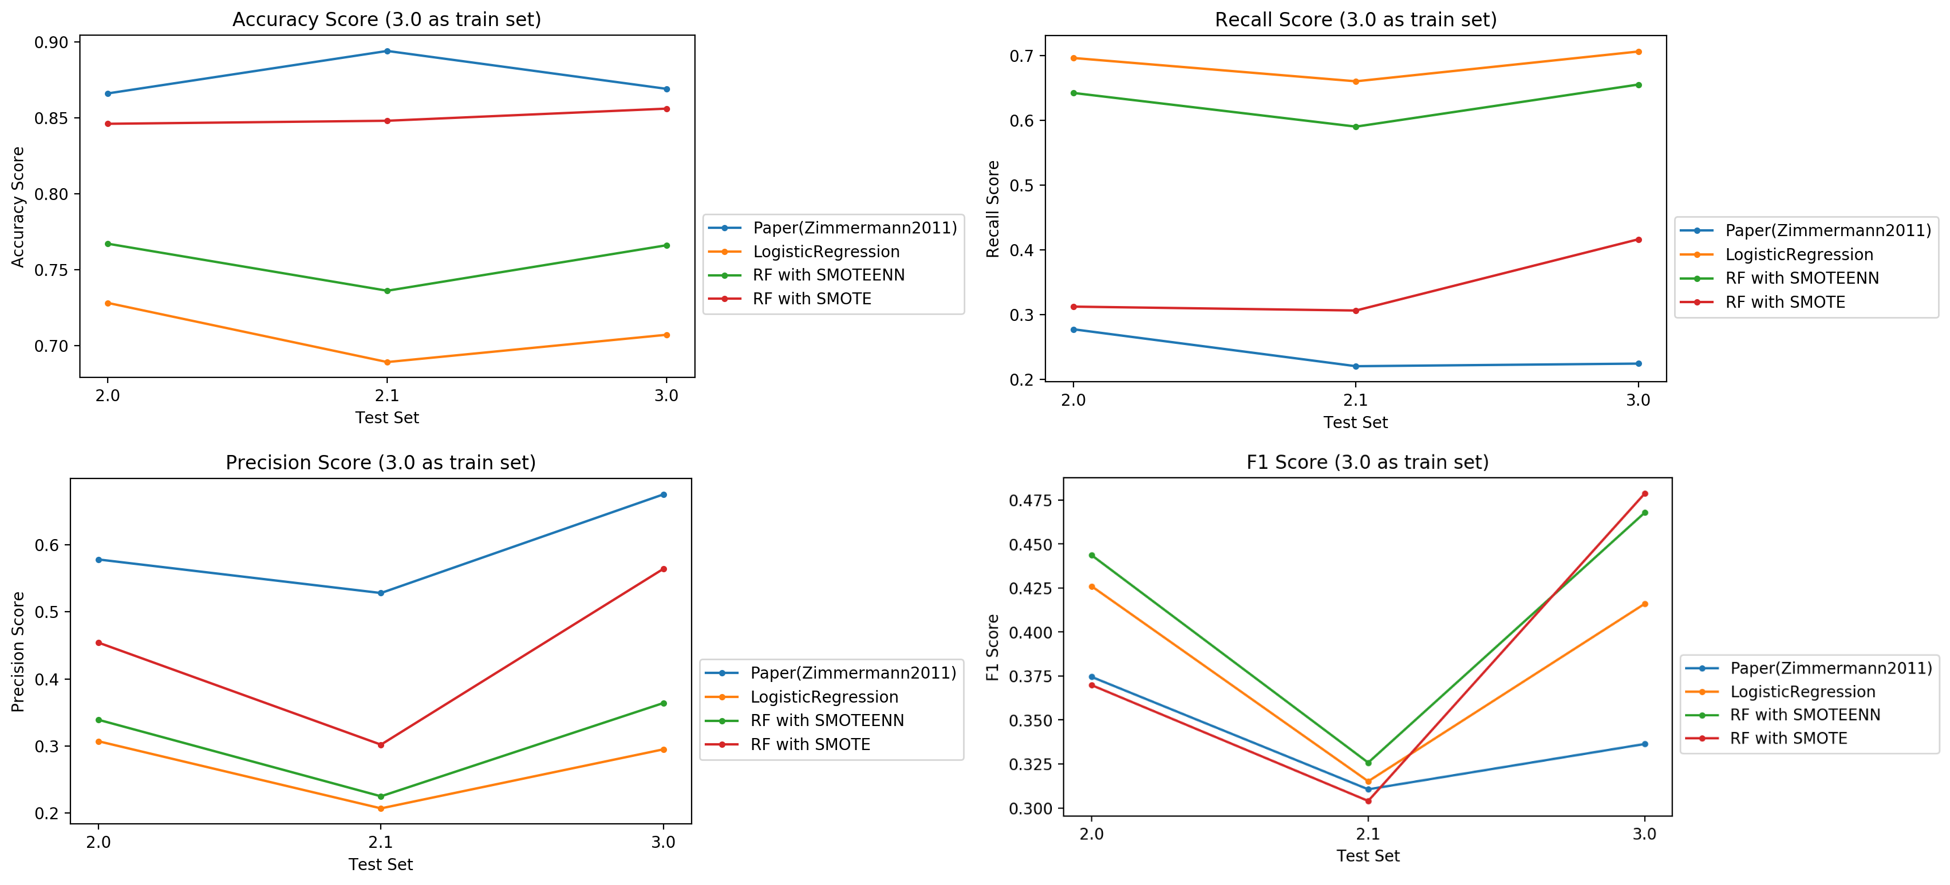 Accuracy Score (3.0 as train set)
0.90
0.85
0.80
0.75
0.70
Accuracy Score
2.0 2.1 3.0
Test Set
Paper(Zimmermann2011)
LogisticRegression
RF with SMOTEENN
RF with SMOTE
Recall Score (3.0 as train set)
0.7
0.6
0.5
0.4
0.3
0.2
Recall Score
2.0 2.1 3.0
Test Set
Paper(Zimmermann2011)
LogisticRegression
RF with SMOTEENN
RF with SMOTE
Precision Score (3.0 as train set)
0.6
0.5
0.4
0.3
0.2
Precision Score
2.0 2.1 3.0
Test Set
Paper(Zimmermann2011)
LogisticRegression
RF with SMOTEENN
RF with SMOTE
F1 Score (3.0 as train set)
0.475
0.450
0.425
0.400
0.375
0.350
0.325
0.300
F1 Score
2.0 2.1 3.0
Test Set
Paper(Zimmermann2011)
LogisticRegression
RF with SMOTEENN
RF with SMOTE